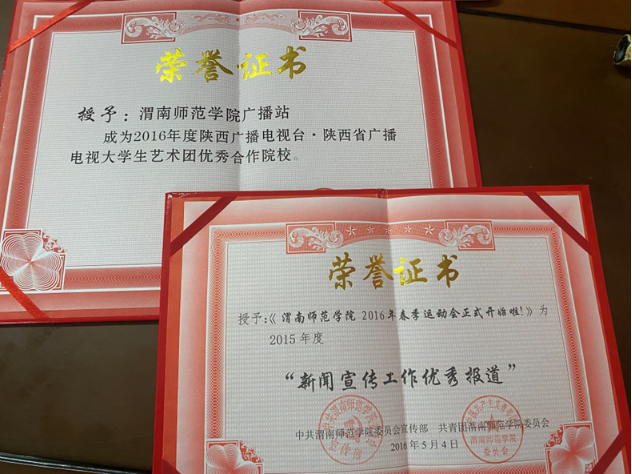 荣誉证书
授予：渭南师范学院广播站
成为2016年度陕西广播电视台·陕西省广播
电视大学生艺术团优秀合作院校。
荣誉证书
授予：《渭南师范学院2016年春季运动会正式开始啦！》为
2015年度
“新闻宣传工作优秀报道”
中共渭南师范学院委员会宣传部 共青团渭南师范学院委员会
2016年5月4日